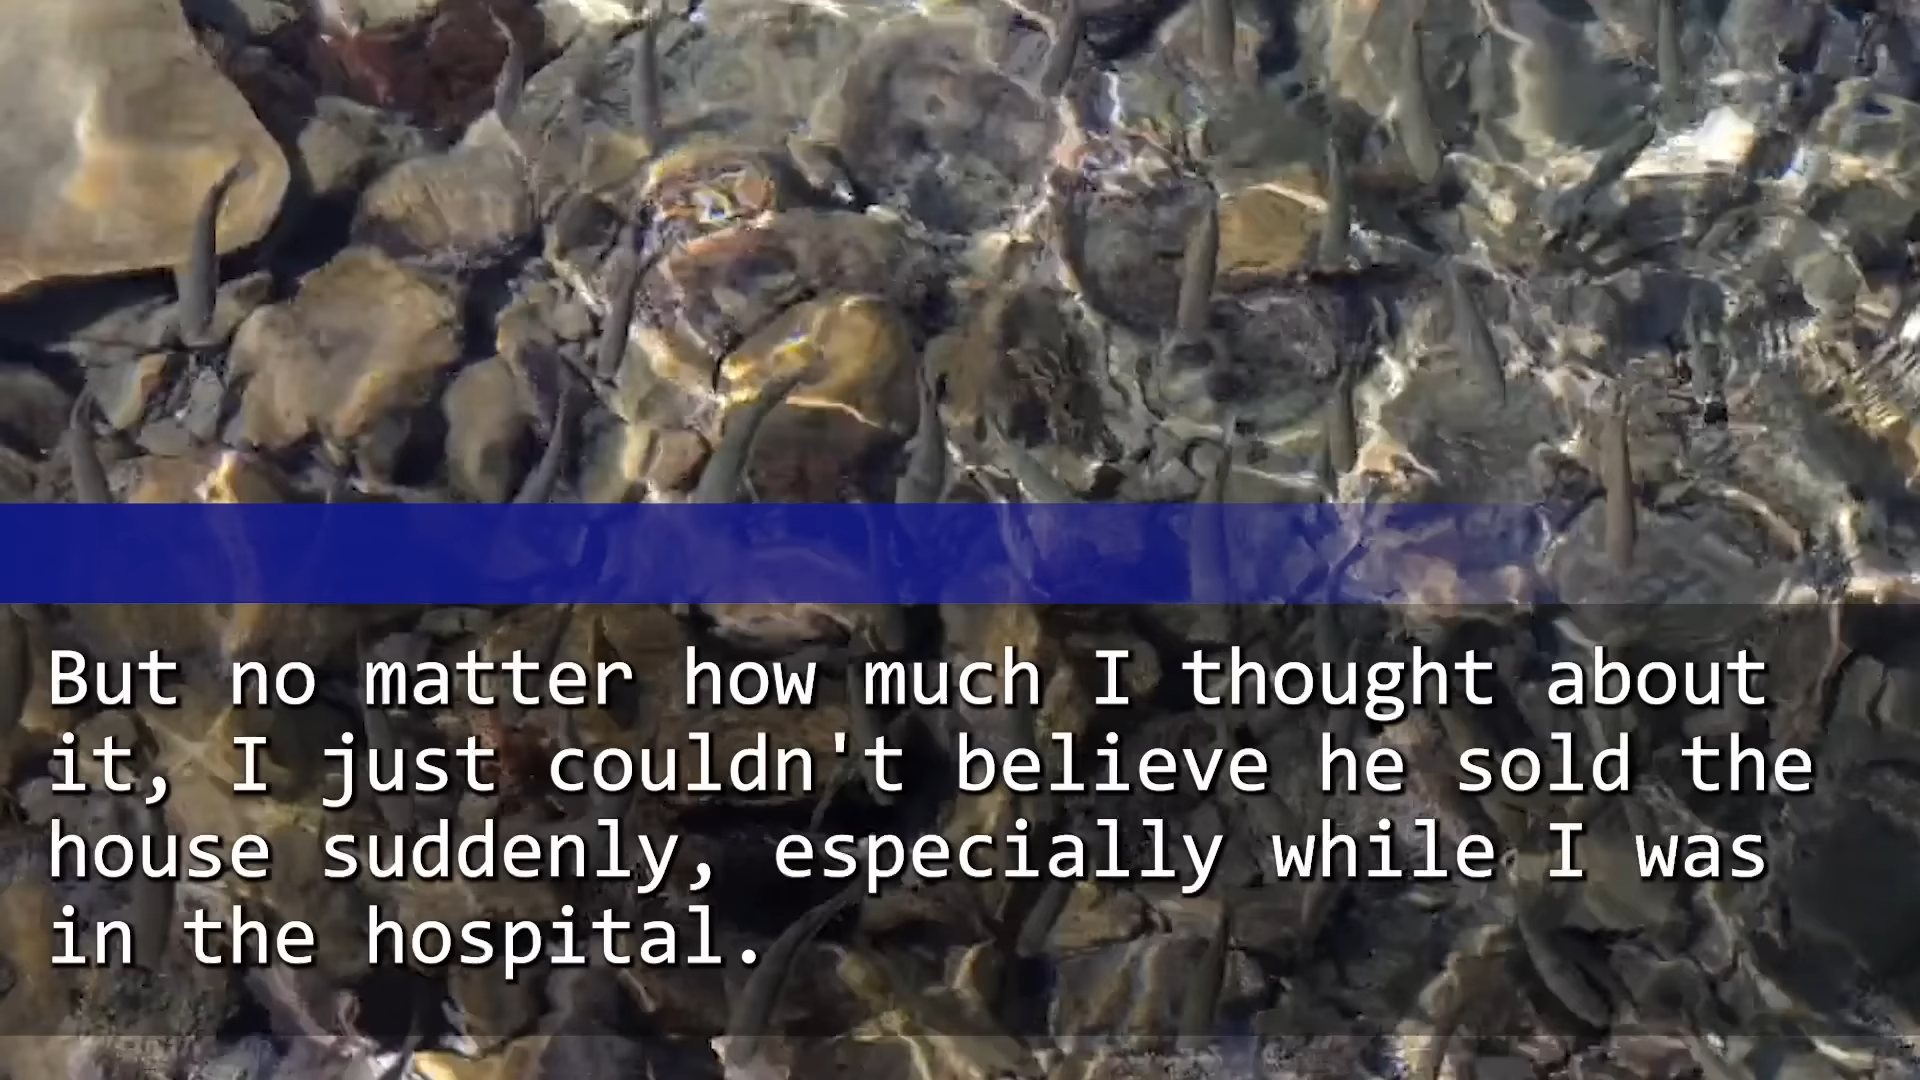 But no matter how much I thought about
it, I just couldn't believe he sold the
house suddenly, especially while I was
in the hospital.